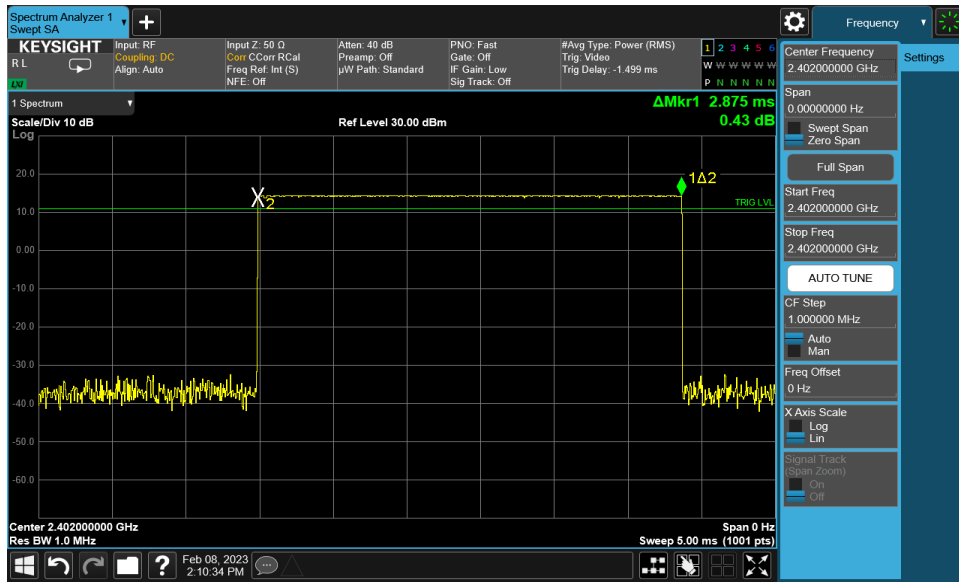 Spectrum Analyzer 1
Swept SA
Frequency
KEYSIGHT
R L
LXI
Input: RF
Coupling: DC
Align: Auto
Input Z: 50 Ω
Corr CCorr RCal
Freq Ref: Int (S)
NFE: Off
Atten: 40 dB
Preamp: Off
µW Path: Standard
PNO: Fast
Gate: Off
IF Gain: Low
Sig Track: Off
#Avg Type: Power (RMS)
Trig: Video
Trig Delay: -1.499 ms
1 2 3 4 5 6
W W W W W W
P N N N N N
1 Spectrum
Scale/Div 10 dB
Log
Ref Level 30.00 dBm
ΔMkr1 2.875 ms
0.43 dB
20.0
10.0
0.00
-10.0
-20.0
-30.0
-40.0
-50.0
-60.0
X2
1Δ2
TRIG LVL
Center 2.402000000 GHz
Res BW 1.0 MHz
Span 0 Hz
Sweep 5.00 ms (1001 pts)
Center Frequency
2.402000000 GHz
Settings
Span
0.00000000 Hz
Swept Span
Zero Span
Full Span
Start Freq
2.402000000 GHz
Stop Freq
2.402000000 GHz
AUTO TUNE
CF Step
1.000000 MHz
Auto
Man
Freq Offset
0 Hz
X Axis Scale
Log
Lin
Signal Track
(Span Zoom)
On
Off
?
Feb 08, 2023
2:10:34 PM